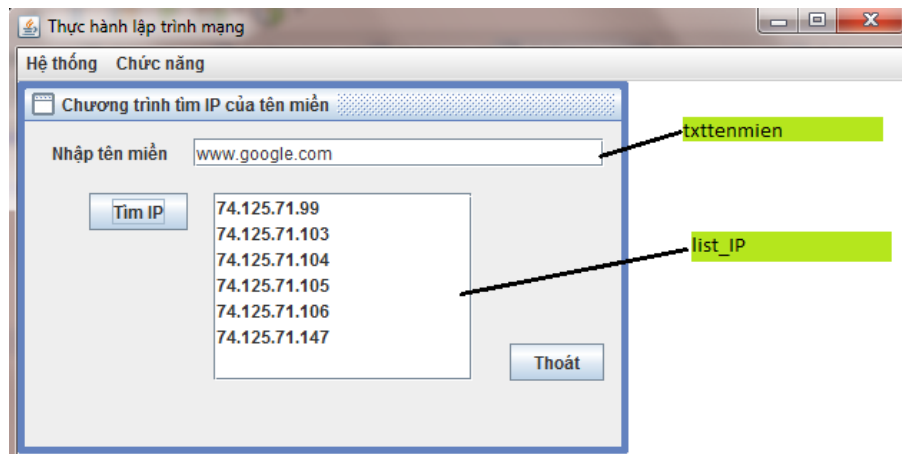 Thực hành lập trình mạng
Hệ thống Chức năng
Chương trình tìm IP của tên miền
Nhập tên miền www.google.com
txttenmien
Tìm IP
74.125.71.99
74.125.71.103
74.125.71.104
74.125.71.105
74.125.71.106
74.125.71.147
list_IP
Thoát